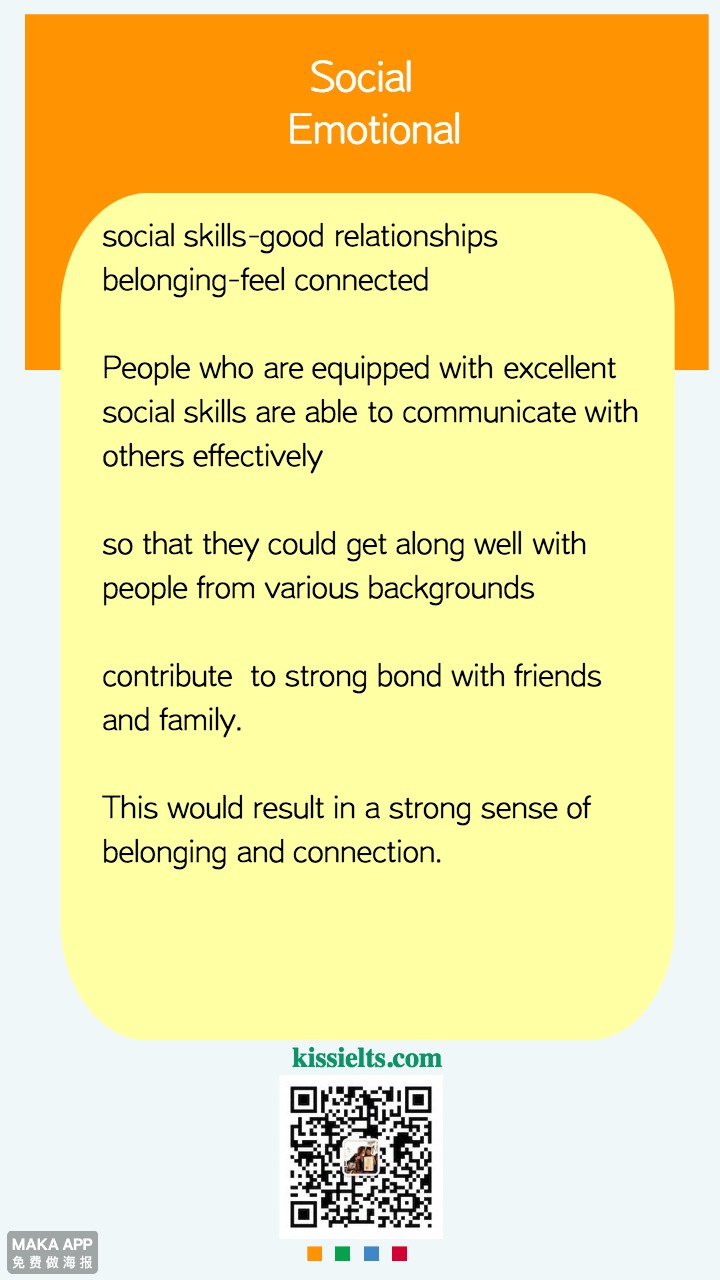 Social
Emotional
social skills-good relationships
belonging-feel connected
People who are equipped with excellent
social skills are able to communicate with
others effectively
so that they could get along well with
people from various backgrounds
contribute  to strong bond with friends
and family.
This would result in a strong sense of
belonging and connection.
kissielts.com
MAKA APP
免费做海报